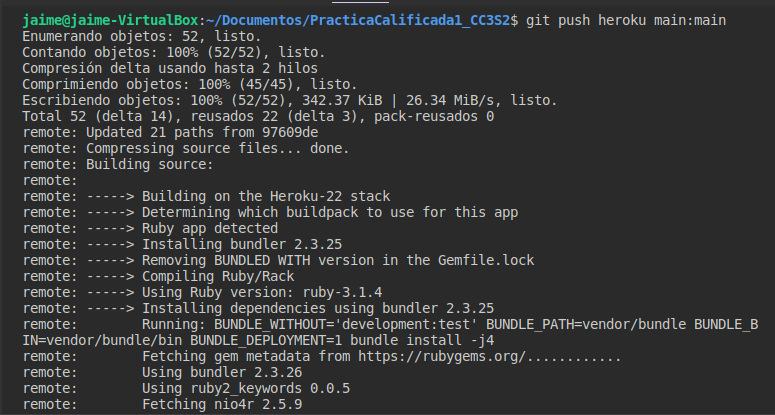 jaime@jaime-VirtualBox:~/Documentos/PracticaCalificada1_CC3S2$ git push heroku main:main
Enumerando objetos: 52, listo.
Contando objetos: 100% (52/52), listo.
Compresión delta usando hasta 2 hilos
Comprimiendo objetos: 100% (45/45), listo.
Escribiendo objetos: 100% (52/52), 342.37 KiB | 26.34 MiB/s, listo.
Total 52 (delta 14), reusados 22 (delta 3), pack-reusados 0
remote: Updated 21 paths from 97609de
remote: Compressing source files... done.
remote: Building source:
remote:
remote: -----> Building on the Heroku-22 stack
remote: -----> Determining which buildpack to use for this app
remote: -----> Ruby app detected
remote: -----> Installing bundler 2.3.25
remote: -----> Removing BUNDLED WITH version in the Gemfile.lock
remote: -----> Compiling Ruby/Rack
remote: -----> Using Ruby version: ruby-3.1.4
remote: -----> Installing dependencies using bundler 2.3.25
remote:        Running: BUNDLE_WITHOUT='development:test' BUNDLE_PATH=vendor/bundle BUNDLE_B
IN=vendor/bundle/bin BUNDLE_DEPLOYMENT=1 bundle install -j4
remote:        Fetching gem metadata from https://rubygems.org/............
remote:        Using bundler 2.3.26
remote:        Using ruby2_keywords 0.0.5
remote:        Fetching nio4r 2.5.9